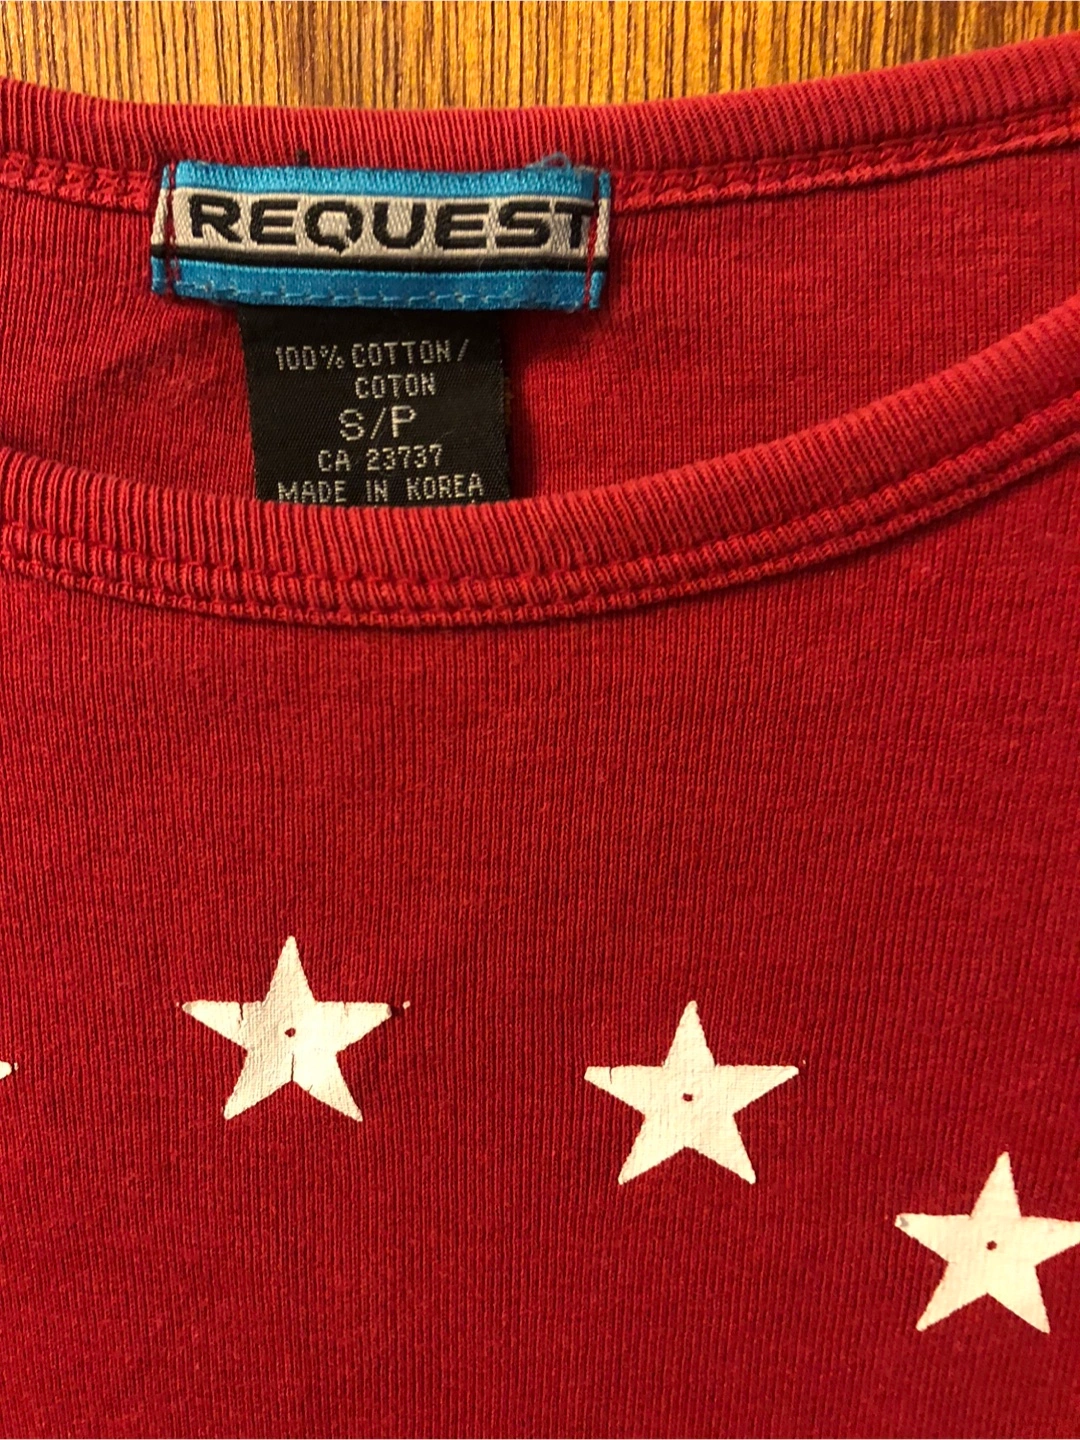 REQUEST
100% COTTON/
COTON
S/P
CA 23737
MADE IN KOREA